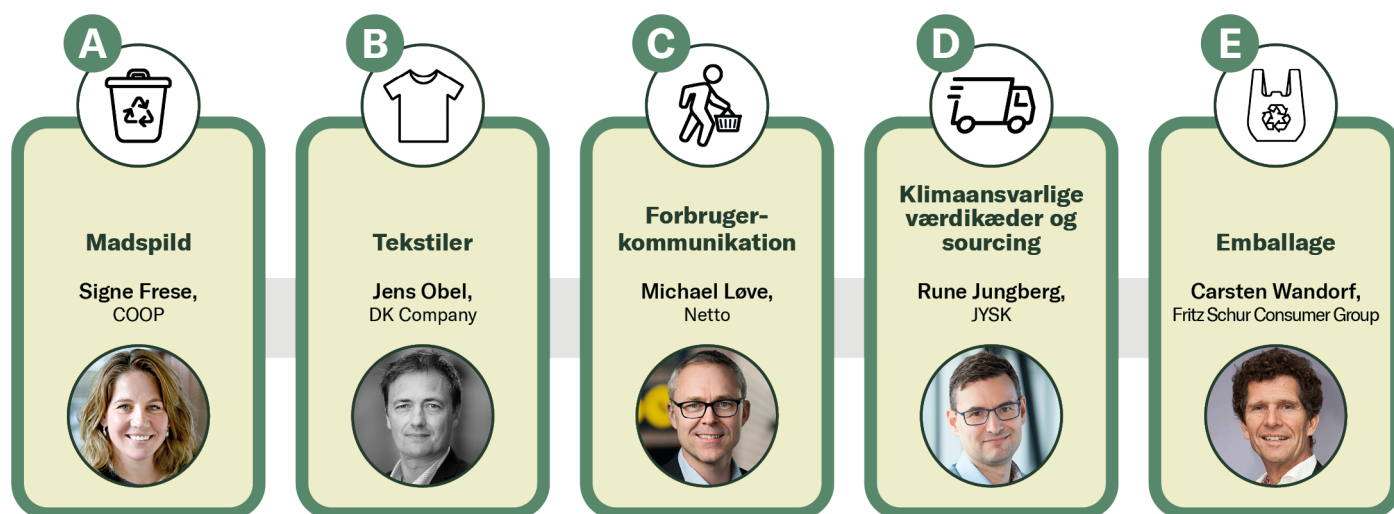 A
Madspild
Signe Frese,
COOP
B
Tekstiler
Jens Obel,
DK Company
C
Forbruger-
kommunikation
Michael Løve,
Netto
D
Klimaansvarlige
værdikæder og
sourcing
Rune Jungberg,
JYSK
E
Emballage
Carsten Wandorf,
Fritz Schur Consumer Group